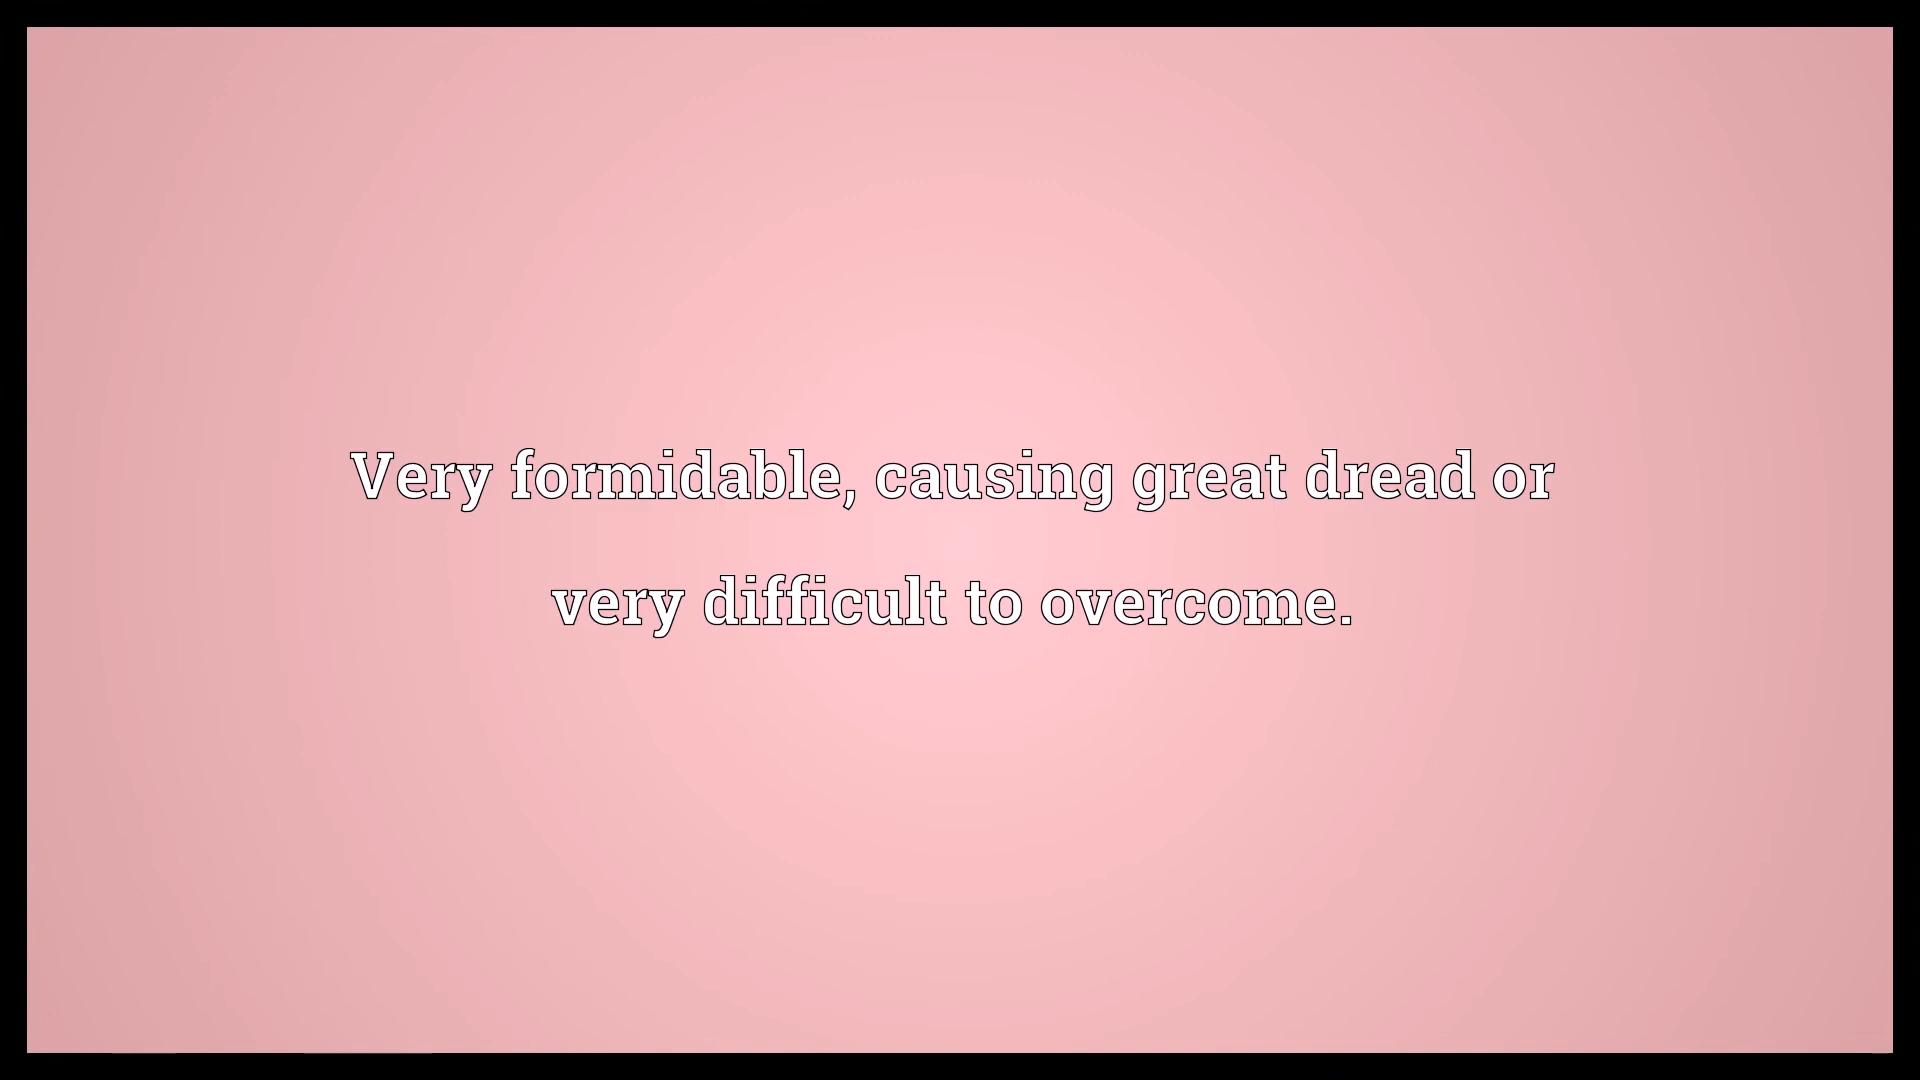 Very formidable, causing great dread or
very difficult to overcome.